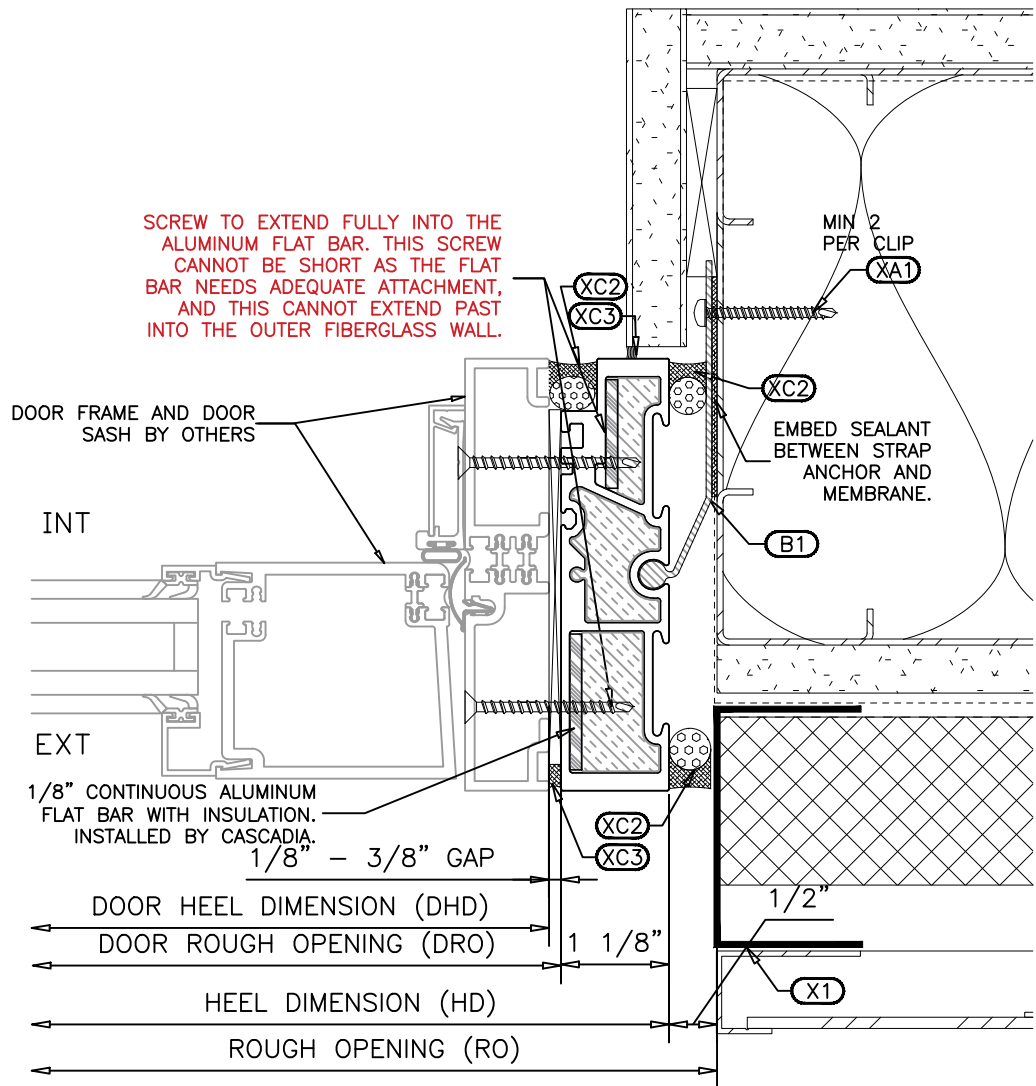 SCREW TO EXTEND FULLY INTO THE
ALUMINUM FLAT BAR. THIS SCREW
CANNOT BE SHORT AS THE FLAT
BAR NEEDS ADEQUATE ATTACHMENT,
AND THIS CANNOT EXTEND PAST
INTO THE OUTER FIBERGLASS WALL.
XC2
XC3
MIN 2
PER CLIP
XA1
XC2
DOOR FRAME AND DOOR
SASH BY OTHERS
EMBED SEALANT
BETWEEN STRAP
ANCHOR AND
MEMBRANE.
INT
B1
EXT
1/8” CONTINUOUS ALUMINUM
FLAT BAR WITH INSULATION.
INSTALLED BY CASCADIA.
XC2
XC3
1/8” – 3/8” GAP
1/2”
DOOR HEEL DIMENSION (DHD)
DOOR ROUGH OPENING (DRO)
1 1/8”
X1
HEEL DIMENSION (HD)
ROUGH OPENING (RO)